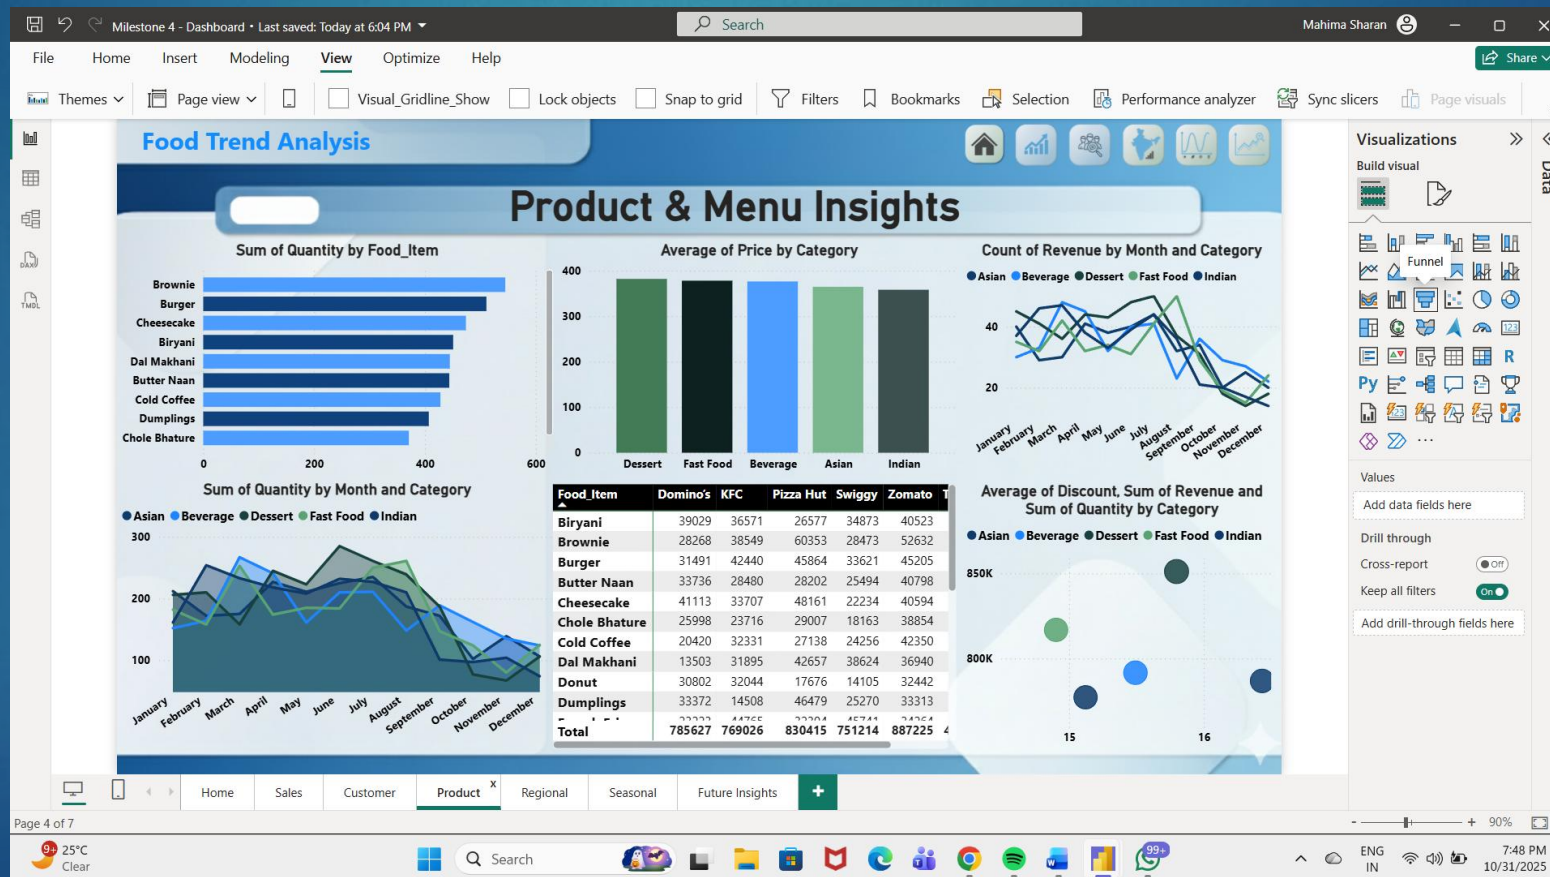 Milestone 4 - Dashboard • Last saved: Today at 6:04 PM
Search
Mahima Sharan
File Home Insert Modeling View Optimize Help
Share
Themes Page view Visual_Gridline_Show Lock objects Snap to grid Filters Bookmarks Selection Performance analyzer Sync slicers Page visuals
Food Trend Analysis
Product & Menu Insights
Sum of Quantity by Food_Item
Brownie
Burger
Cheesecake
Biryani
Dal Makhani
Butter Naan
Cold Coffee
Dumplings
Chole Bhature
0 200 400 600
Average of Price by Category
400
300
200
100
0
Dessert Fast Food Beverage Asian Indian
Count of Revenue by Month and Category
Asian Beverage Dessert Fast Food Indian
40
20
January February March April May June July August September October November December
Sum of Quantity by Month and Category
Asian Beverage Dessert Fast Food Indian
300
200
100
January February March April May June July August September October November December
Food_Item Domino's KFC Pizza Hut Swiggy Zomato T
Biryani 39029 36571 26577 34873 40523
Brownie 28268 38549 60353 28473 52632
Burger 31491 42440 45864 33621 45205
Butter Naan 33736 28480 28202 25494 40798
Cheesecake 41113 33707 48161 22234 40594
Chole Bhature 25998 23716 29007 18163 38854
Cold Coffee 20420 32331 27138 24256 42350
Dal Makhani 13503 31895 42657 38624 36940
Donut 30802 32044 17676 14105 32442
Dumplings 33372 14508 46479 25270 33313
Total 785627 769026 830415 751214 887225 4
Average of Discount, Sum of Revenue and
Sum of Quantity by Category
Asian Beverage Dessert Fast Food Indian
850K
800K
15 16
Visualizations
Data
Build visual
Funnel
DAX
TMDL
123
R
Py
123
Values
Add data fields here
Drill through
Cross-report Off
Keep all filters On
Add drill-through fields here
Home Sales Customer Product X Regional Seasonal Future Insights +
Page 4 of 7
- + 90%
9+
25°C
Clear
Search
99+
ENG
IN
7:48 PM
10/31/2025